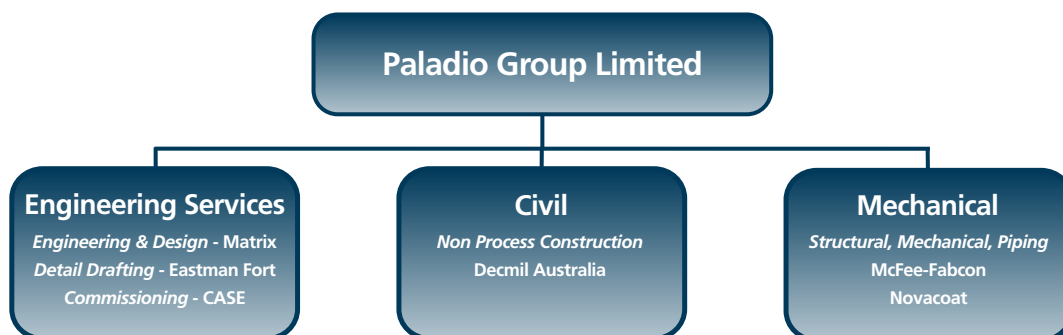 Paladio Group Limited
Engineering Services
Engineering & Design - Matrix
Detail Drafting - Eastman Fort
Commissioning - CASE
Civil
Non Process Construction
Decmil Australia
Mechanical
Structural, Mechanical, Piping
McFee-Fabcon
Novacoat